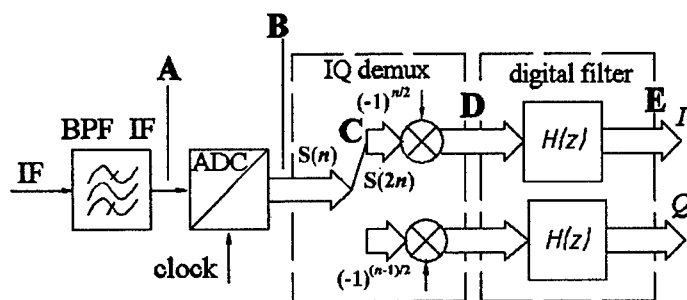 B
A
IQ demux
digital filter
(-1)^{n/2}
C
D
E
I
BPF IF
ADC
S(n)
H(z)
IF
S(2n)
Q
H(z)
clock
(-1)^{(n-1)/2}